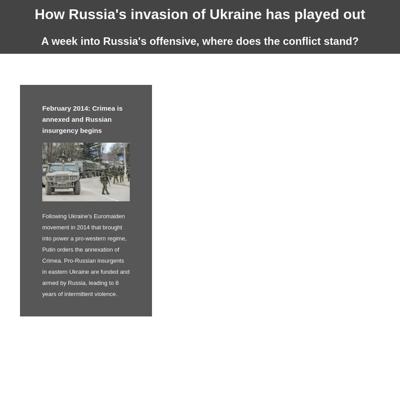 How Russia's invasion of Ukraine has played out
A week into Russia's offensive, where does the conflict stand?
February 2014: Crimea is
annexed and Russian
insurgency begins
Following Ukraine's Euromaiden
movement in 2014 that brought
into power a pro-western regime,
Putin orders the annexation of
Crimea. Pro-Russian insurgents
in eastern Ukraine are funded and
armed by Russia, leading to 8
years of intermittent violence.